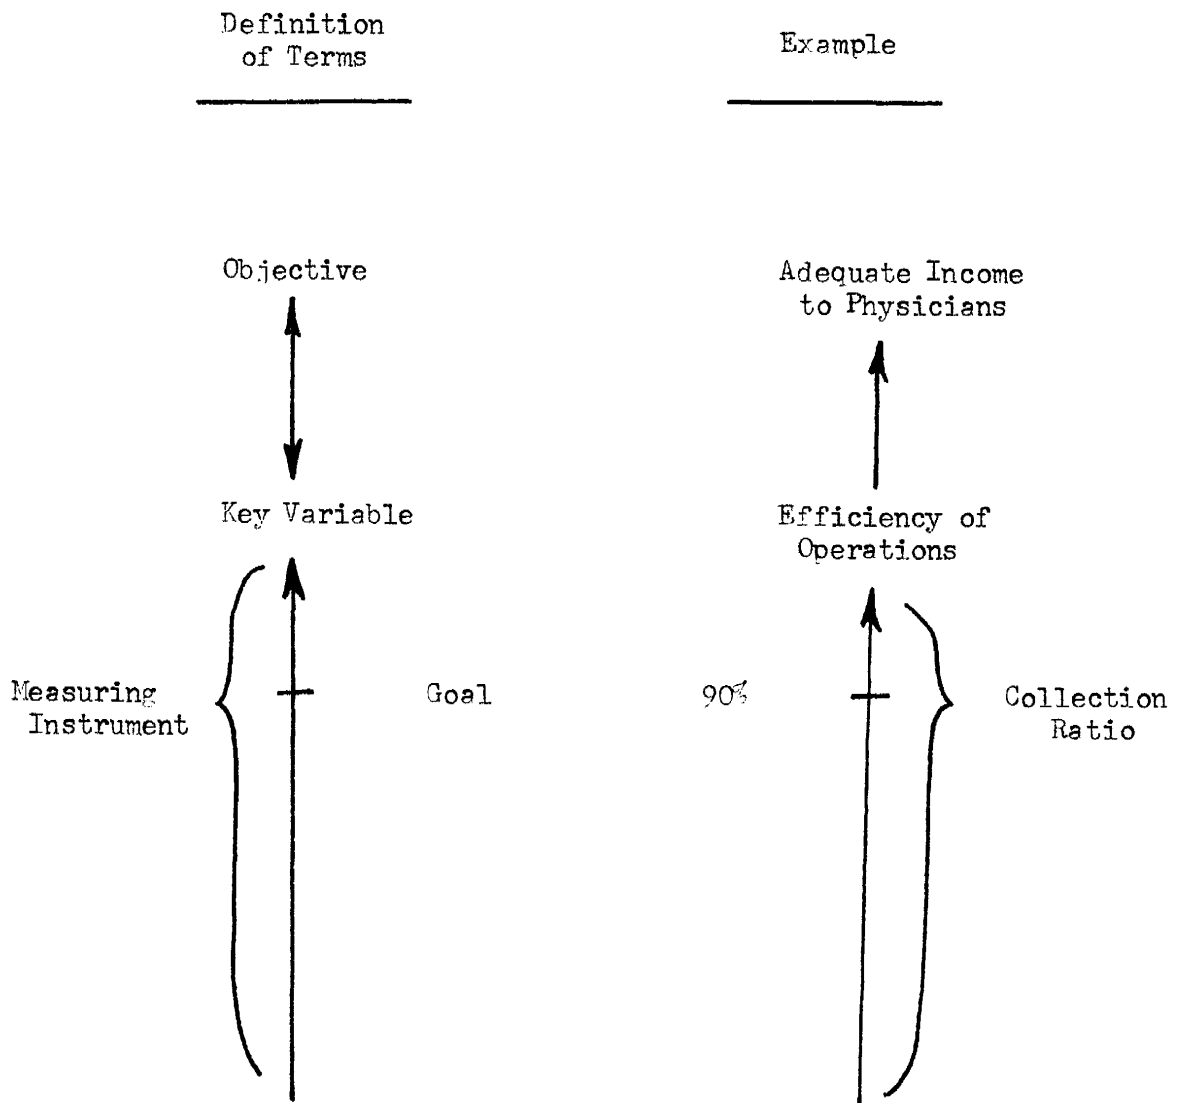 Definition
of Terms
Example
Objective
Adequate Income
to Physicians
Key Variable
Efficiency of
Operations
Measuring
Instrument
Goal
90%
Collection
Ratio